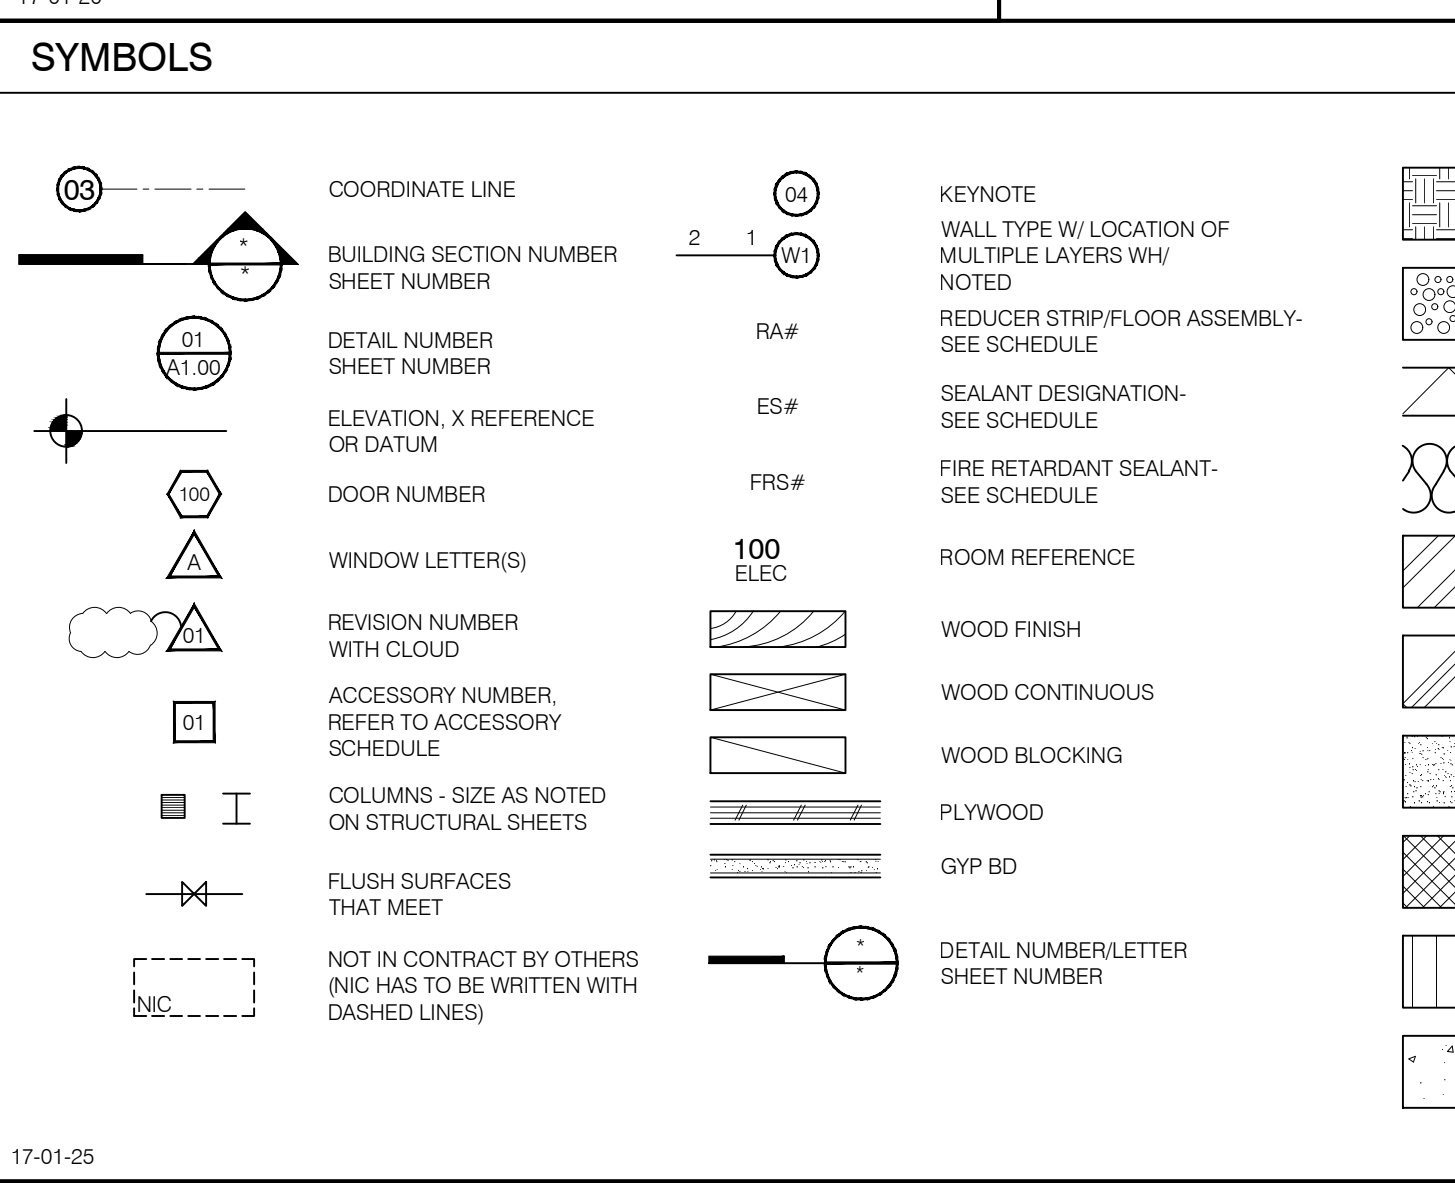 SYMBOLS
03
COORDINATE LINE
*
*
BUILDING SECTION NUMBER
SHEET NUMBER
01
A1.00
DETAIL NUMBER
SHEET NUMBER
ELEVATION, X REFERENCE
OR DATUM
100
DOOR NUMBER
A
WINDOW LETTER(S)
01
REVISION NUMBER
WITH CLOUD
01
ACCESSORY NUMBER,
REFER TO ACCESSORY
SCHEDULE
COLUMNS - SIZE AS NOTED
ON STRUCTURAL SHEETS
FLUSH SURFACES
THAT MEET
NIC
NOT IN CONTRACT BY OTHERS
(NIC HAS TO BE WRITTEN WITH
DASHED LINES)
04
KEYNOTE
2 1
W1
WALL TYPE W/ LOCATION OF
MULTIPLE LAYERS WH/
NOTED
RA#
REDUCER STRIP/FLOOR ASSEMBLY-
SEE SCHEDULE
ES#
SEALANT DESIGNATION-
SEE SCHEDULE
FRS#
FIRE RETARDANT SEALANT-
SEE SCHEDULE
100
ELEC
ROOM REFERENCE
WOOD FINISH
WOOD CONTINUOUS
WOOD BLOCKING
PLYWOOD
GYP BD
*
*
DETAIL NUMBER/LETTER
SHEET NUMBER
17-01-25